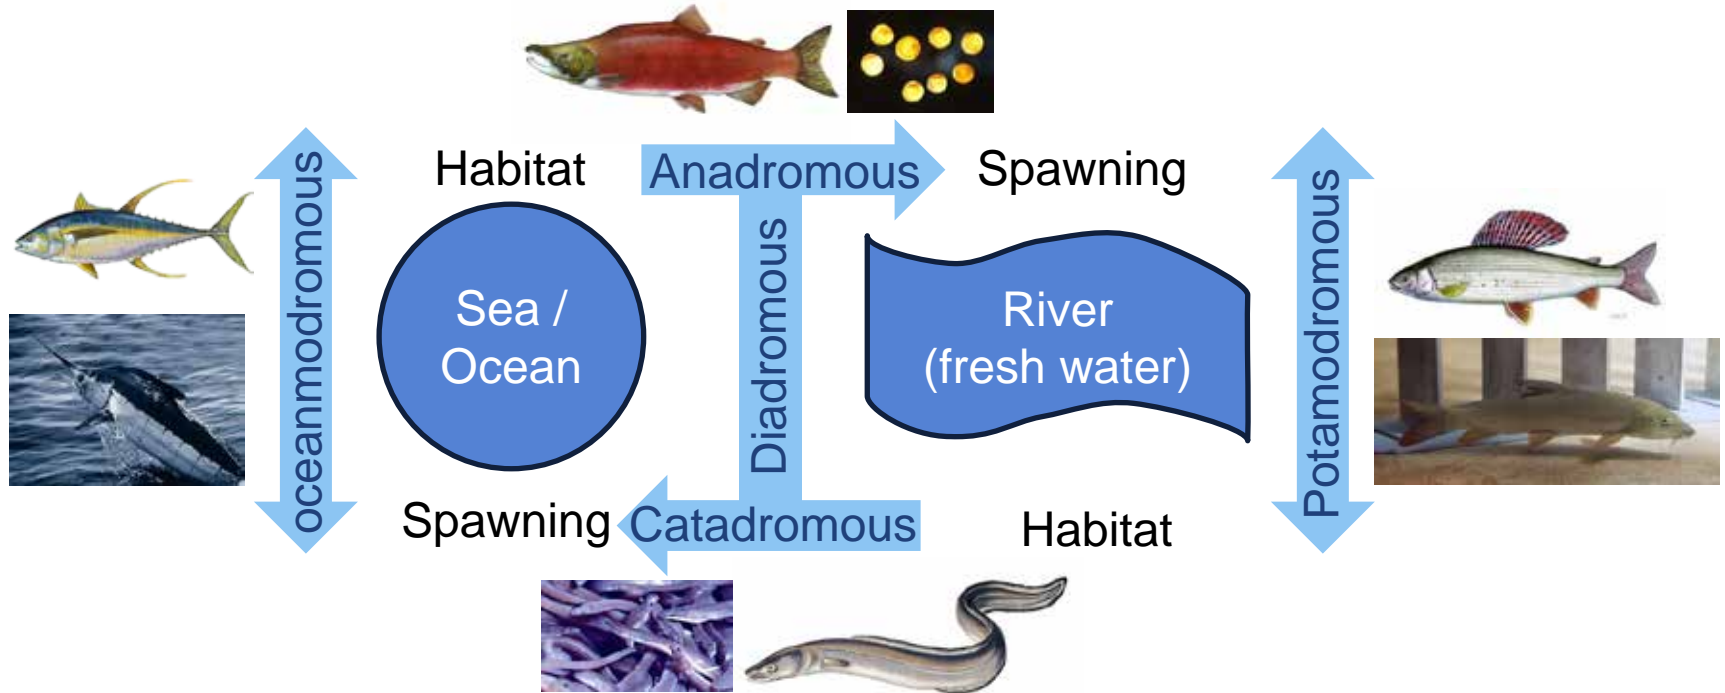 Habitat
Anadromous
Spawning
oceanmodromous
Sea /
Ocean
Diadromous
River
(fresh water)
Potamodromous
Spawning
Catadromous
Habitat